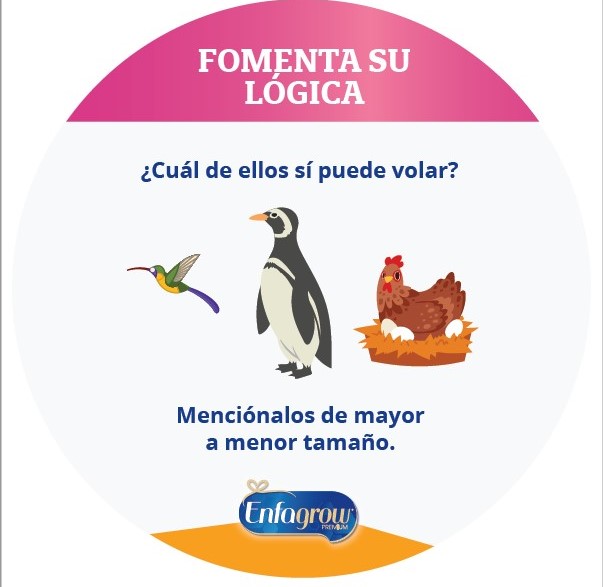 FOMENTA SU
LÓGICA
¿Cuál de ellos sí puede volar?
Menciónalos de mayor
a menor tamaño.
Enfagrow
PREMIUM